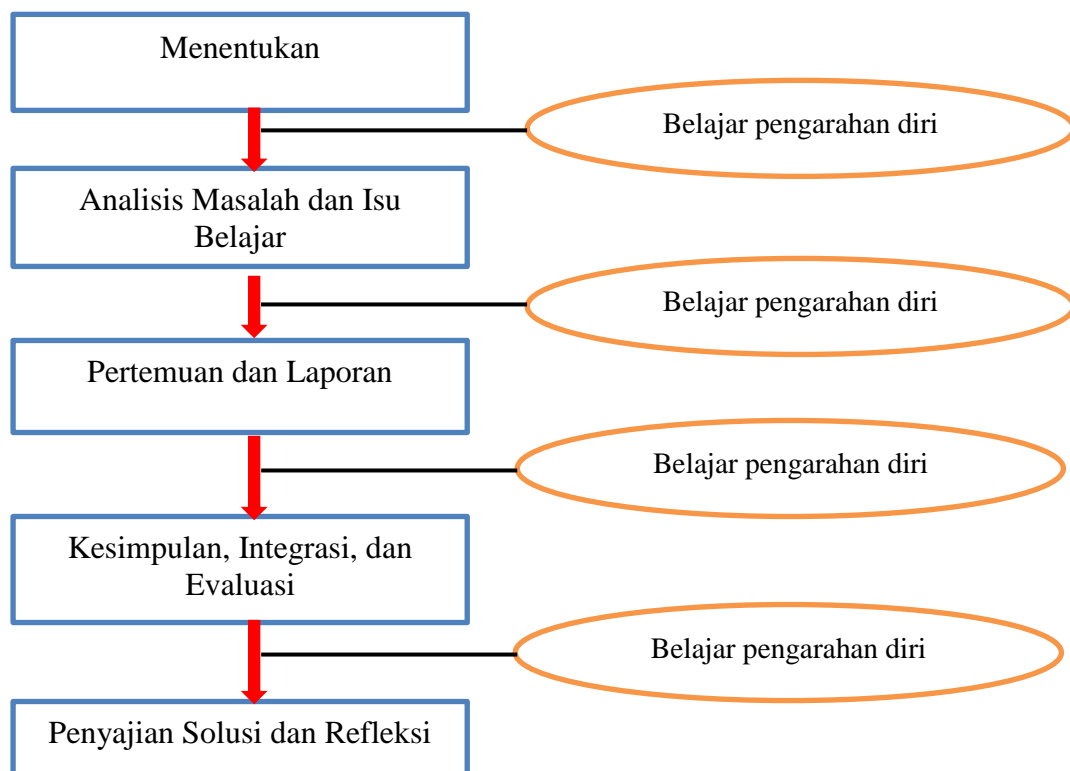 Menentukan
Belajar pengarahan diri
Analisis Masalah dan Isu
Belajar
Belajar pengarahan diri
Pertemuan dan Laporan
Belajar pengarahan diri
Kesimpulan, Integrasi, dan
Evaluasi
Belajar pengarahan diri
Penyajian Solusi dan Refleksi